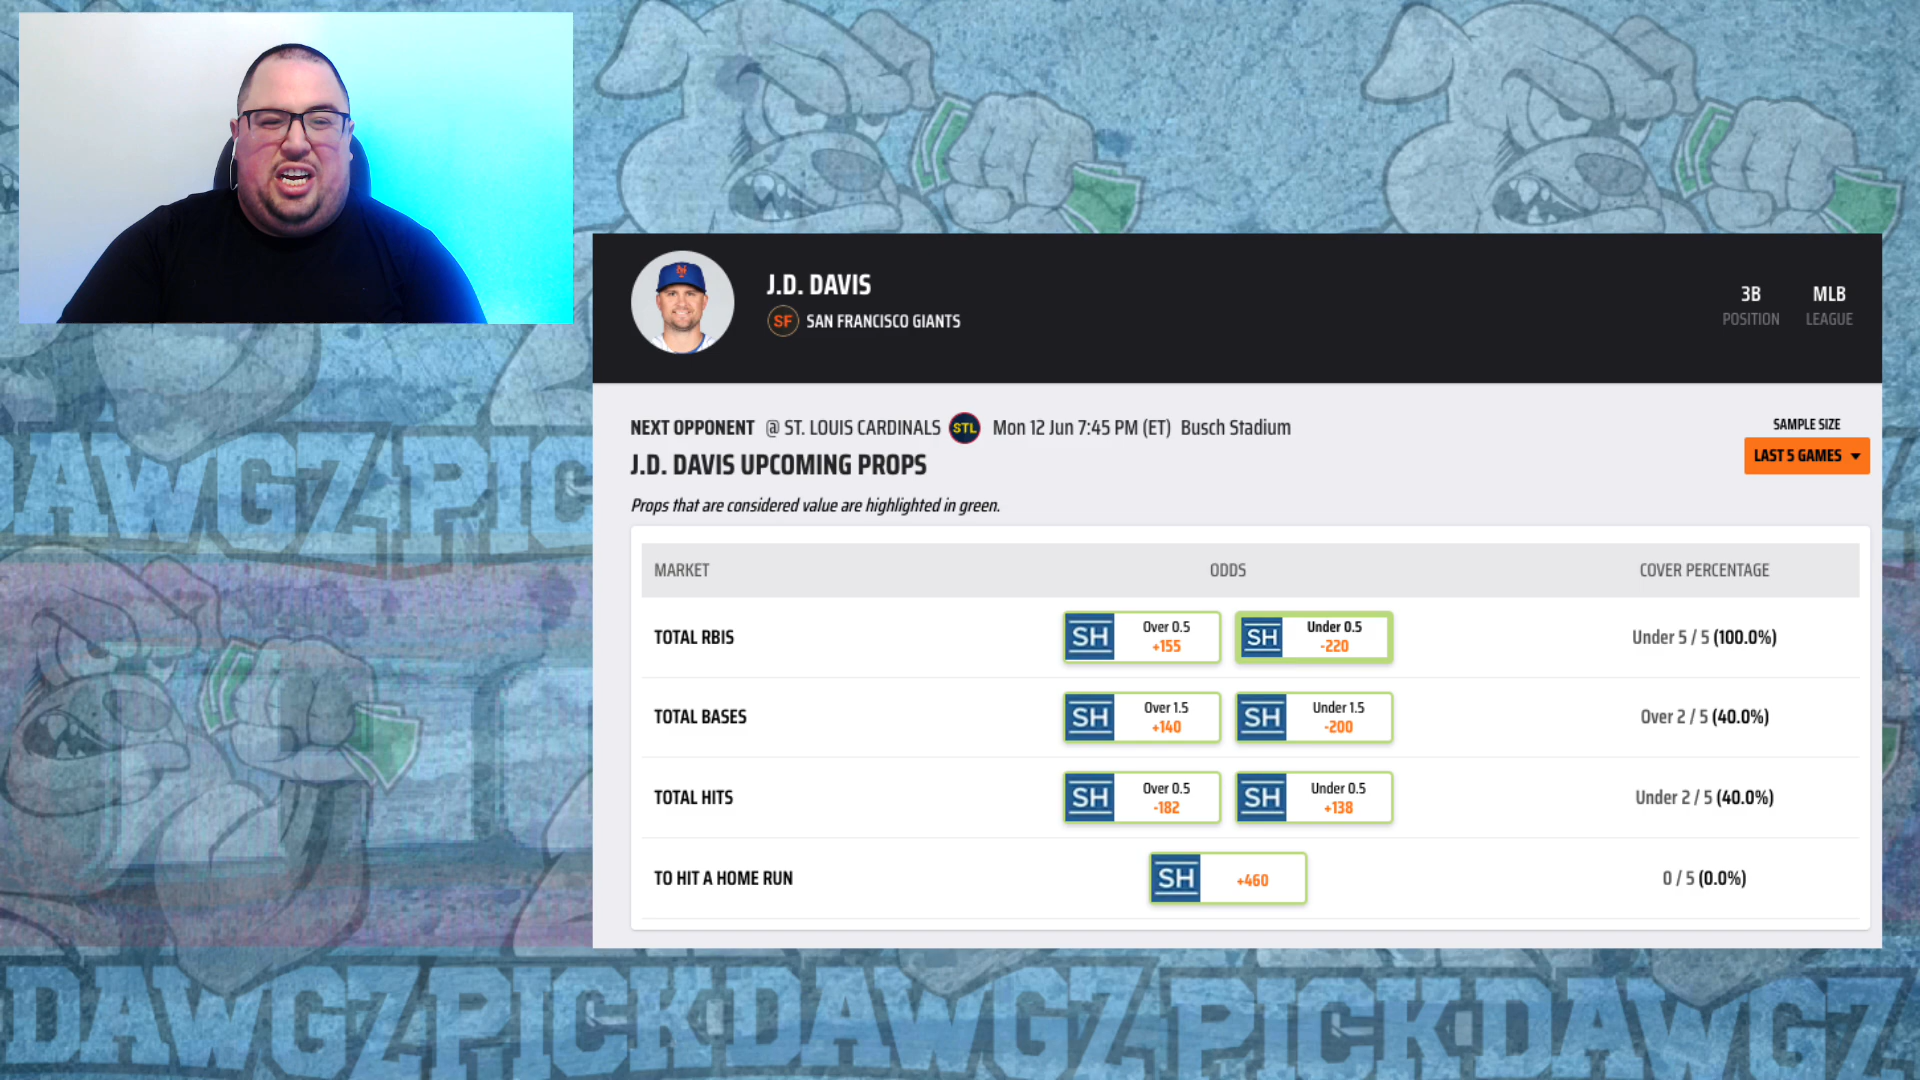 J.D. DAVIS
SF SAN FRANCISCO GIANTS
3B MLB
POSITION LEAGUE
NEXT OPPONENT @ ST. LOUIS CARDINALS STL Mon 12 Jun 7:45 PM (ET) Busch Stadium
SAMPLE SIZE
LAST 5 GAMES
J.D. DAVIS UPCOMING PROPS
Props that are considered value are highlighted in green.
MARKET ODDS COVER PERCENTAGE
TOTAL RBIS SH Over 0.5 +155 SH Under 0.5 -220 Under 5 / 5 (100.0%)
TOTAL BASES SH Over 1.5 +140 SH Under 1.5 -200 Over 2 / 5 (40.0%)
TOTAL HITS SH Over 0.5 -182 SH Under 0.5 +138 Under 2 / 5 (40.0%)
TO HIT A HOME RUN SH +460 0 / 5 (0.0%)
DAWGZ PIC
DAWGZ PICKDAWGZ PICKDAWGZ